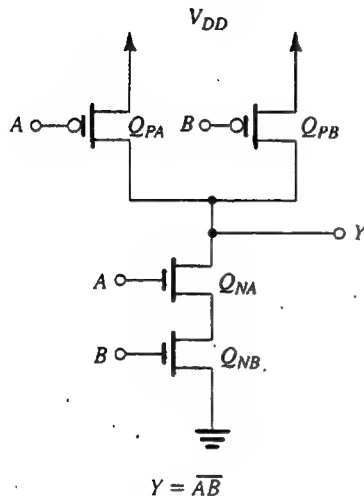 V_DD
A Q_PA B Q_PB
Y
A Q_NA
B Q_NB
Y = \overline{AB}